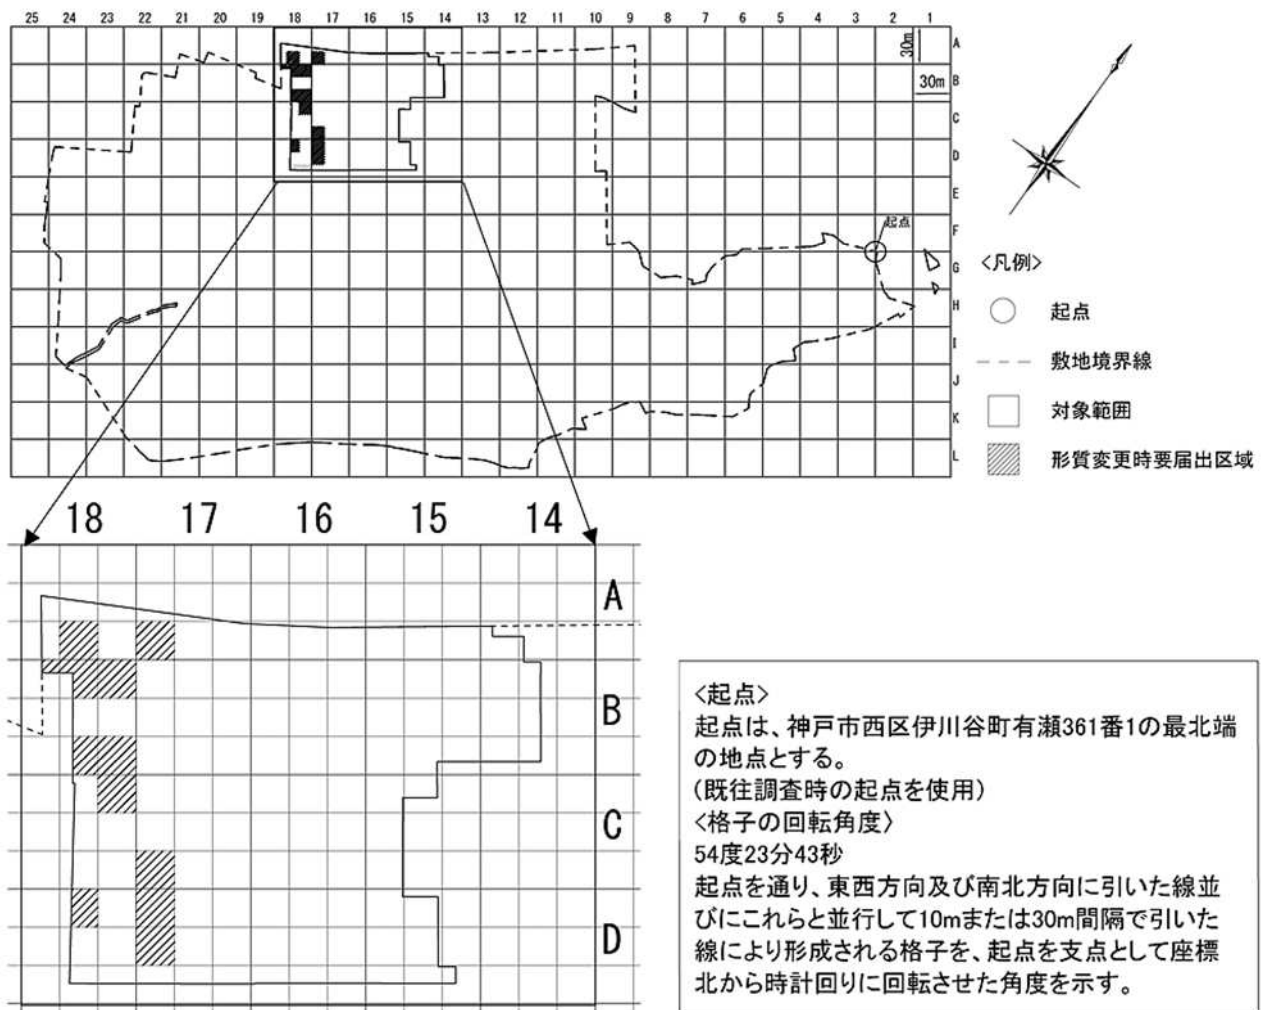 25 24 23 22 21 20 19 18 17 16 15 14 13 12 11 10 9 8 7 6 5 4 3 2 1
A
30m
30m B
C
D
E
F
起点
G
H
I
J
K
L
<凡例>
起点
敷地境界線
対象範囲
形質変更時要届出区域
18 17 16 15 14
A
B
C
D
<起点>
起点は、神戸市西区伊川谷町有瀬361番1の最北端
の地点とする。
(既往調査時の起点を使用)
<格子の回転角度>
54度23分43秒
起点を通り、東西方向及び南北方向に引いた線並
びにこれらと並行して10mまたは30m間隔で引いた
線により形成される格子を、起点を支点として座標
北から時計回りに回転させた角度を示す。